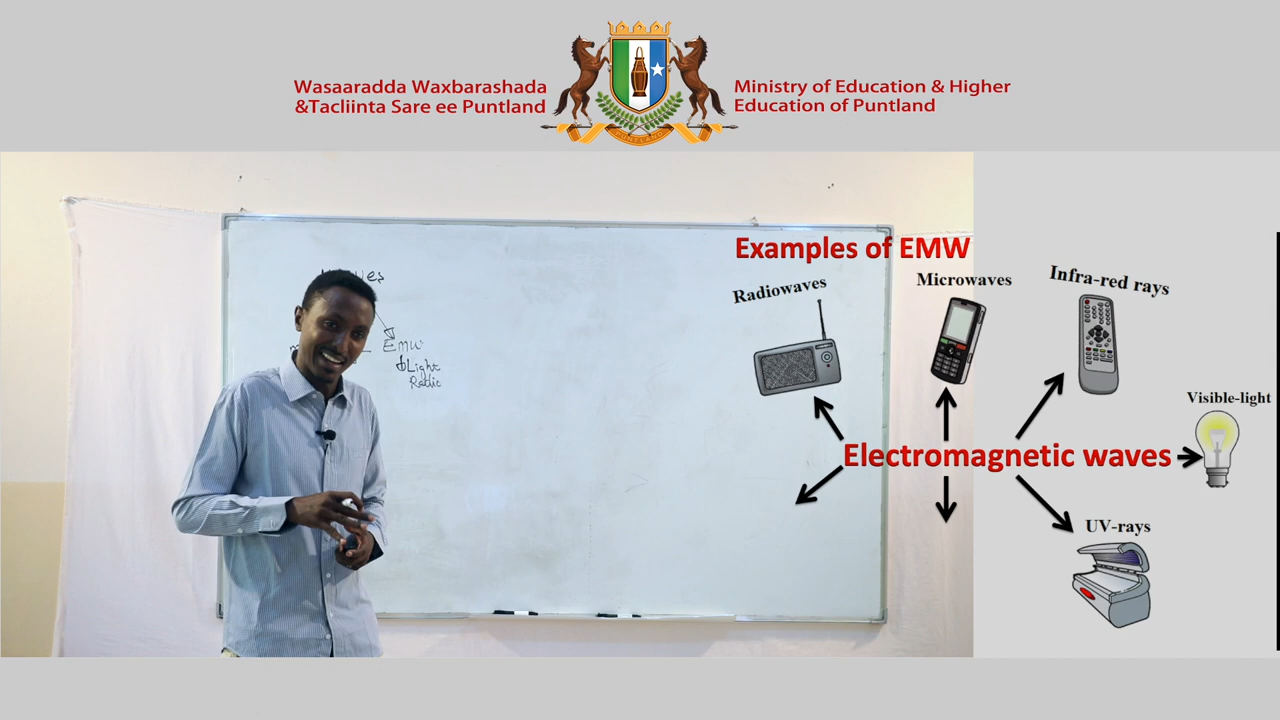 Wasaaradda Waxbarashada
&Tacliinta Sare ee Puntland
Ministry of Education & Higher
Education of Puntland
PUNTLAND
Examples of EMW
Radiowaves
Microwaves
Infra-red rays
Visible-light
Electromagnetic waves
UV-rays
EMW
Light